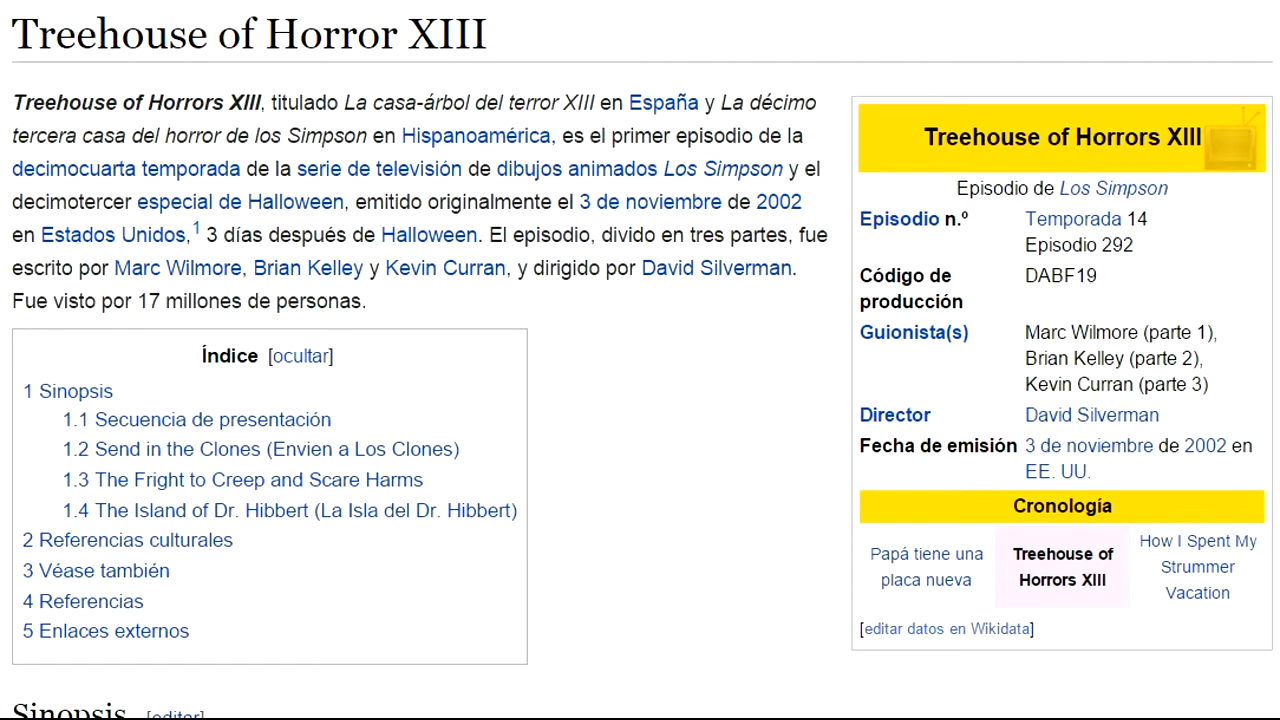 Treehouse of Horror XIII
Treehouse of Horrors XIII, titulado La casa-árbol del terror XIII en España y La décimo
tercera casa del horror de los Simpson en Hispanoamérica, es el primer episodio de la
decimocuarta temporada de la serie de televisión de dibujos animados Los Simpson y el
decimotercer especial de Halloween, emitido originalmente el 3 de noviembre de 2002
en Estados Unidos,1 3 días después de Halloween. El episodio, divido en tres partes, fue
escrito por Marc Wilmore, Brian Kelley y Kevin Curran, y dirigido por David Silverman.
Fue visto por 17 millones de personas.
Índice [ocultar]
1 Sinopsis
1.1 Secuencia de presentación
1.2 Send in the Clones (Envien a Los Clones)
1.3 The Fright to Creep and Scare Harms
1.4 The Island of Dr. Hibbert (La Isla del Dr. Hibbert)
2 Referencias culturales
3 Véase también
4 Referencias
5 Enlaces externos
Treehouse of Horrors XIII
Episodio de Los Simpson
Episodio n.º Temporada 14
Episodio 292
Código de DABF19
producción
Guionista(s) Marc Wilmore (parte 1),
Brian Kelley (parte 2),
Kevin Curran (parte 3)
Director David Silverman
Fecha de emisión 3 de noviembre de 2002 en
EE. UU.
Cronología
Papá tiene una
placa nueva
Treehouse of
Horrors XIII
How I Spent My
Strummer
Vacation
[editar datos en Wikidata]
Sinopsis [editar]